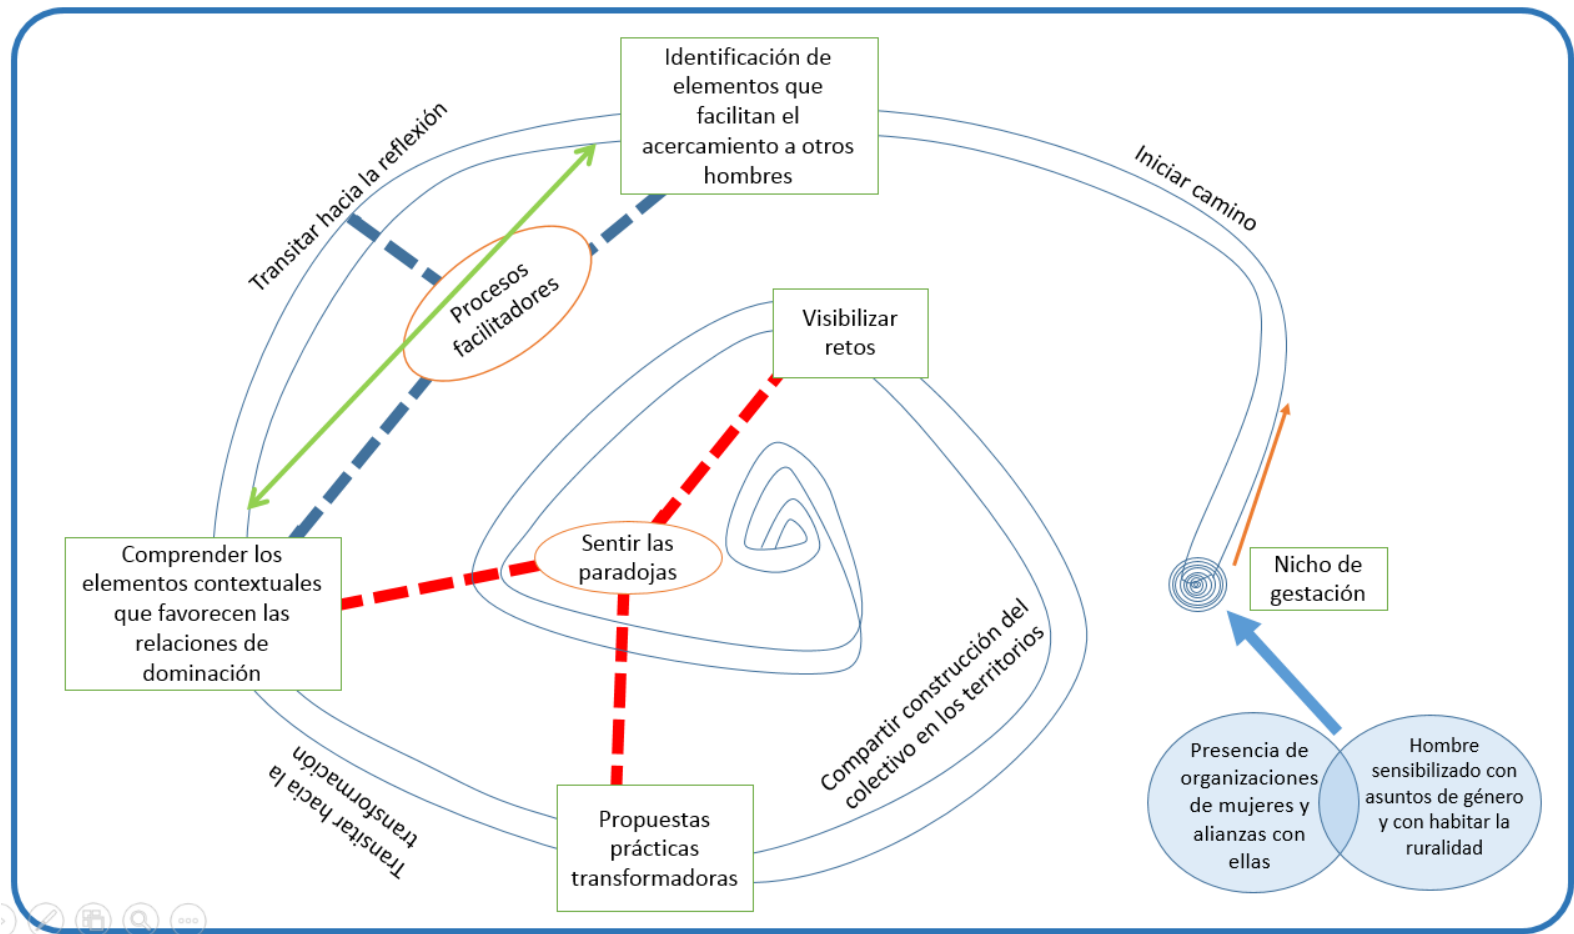 Identificación de
elementos que
facilitan el
acercamiento a otros
hombres
Iniciar camino
Transitar hacia la reflexión
Procesos
facilitadores
Visibilizar
retos
Sentir las
paradojas
Comprender los
elementos contextuales
que favorecen las
relaciones de
dominación
Nicho de
gestación
Compartir construcción del
colectivo en los territorios
Transitar hacia la
transformación
Propuestas
prácticas
transformadoras
Presencia de
organizaciones
de mujeres y
alianzas con
ellas
Hombre
sensibilizado con
asuntos de género
y con habitar la
ruralidad